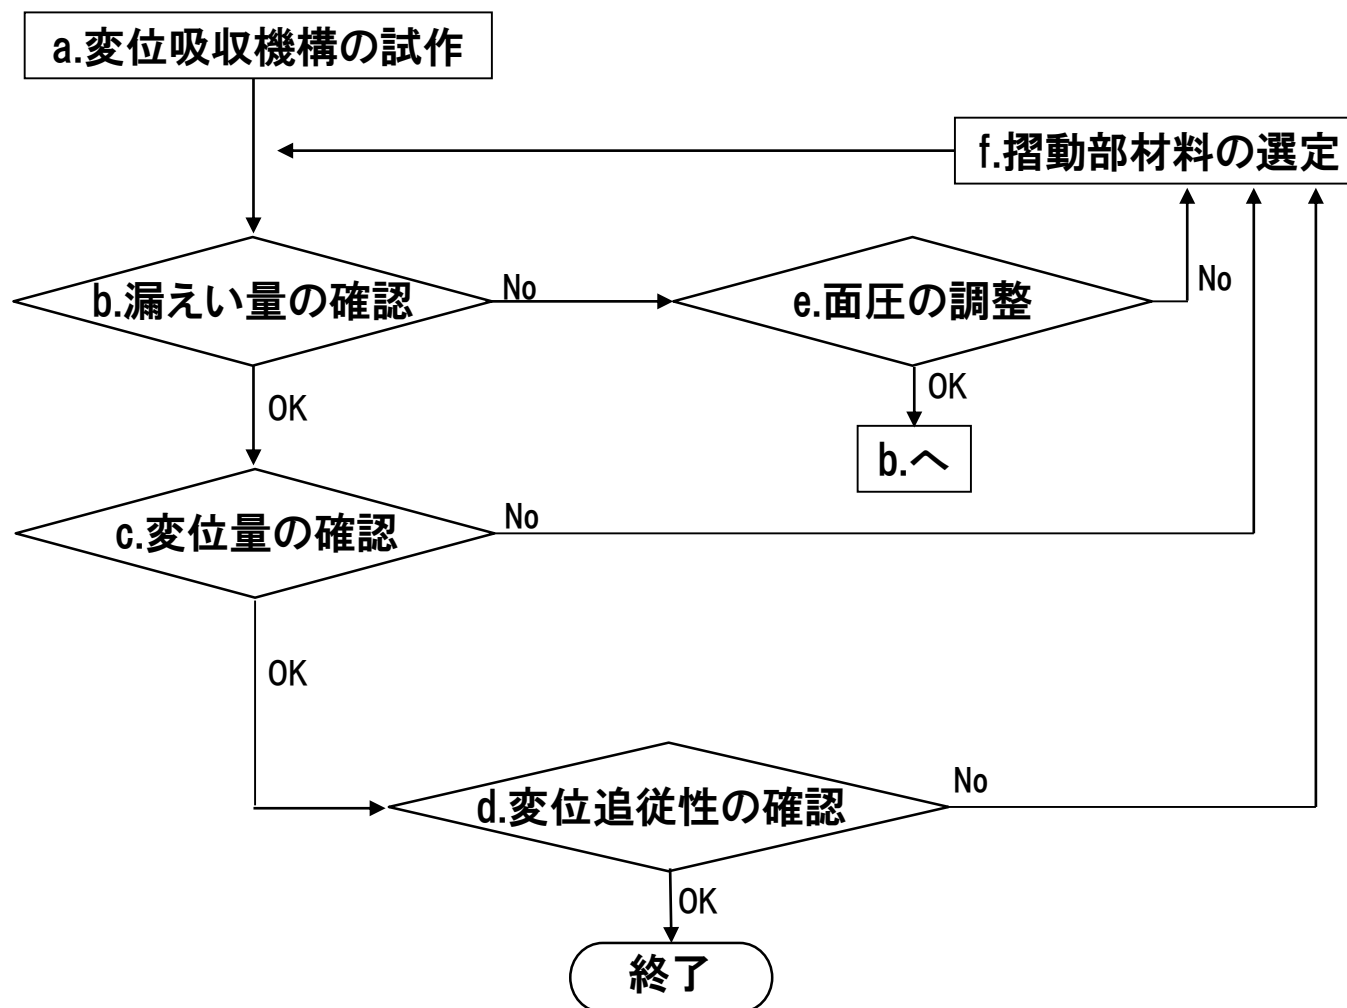 a.変位吸収機構の試作
f.摺動部材料の選定
b.漏えい量の確認
No
e.面圧の調整
No
OK
OK
b.へ
c.変位量の確認
No
OK
d.変位追従性の確認
No
OK
終了